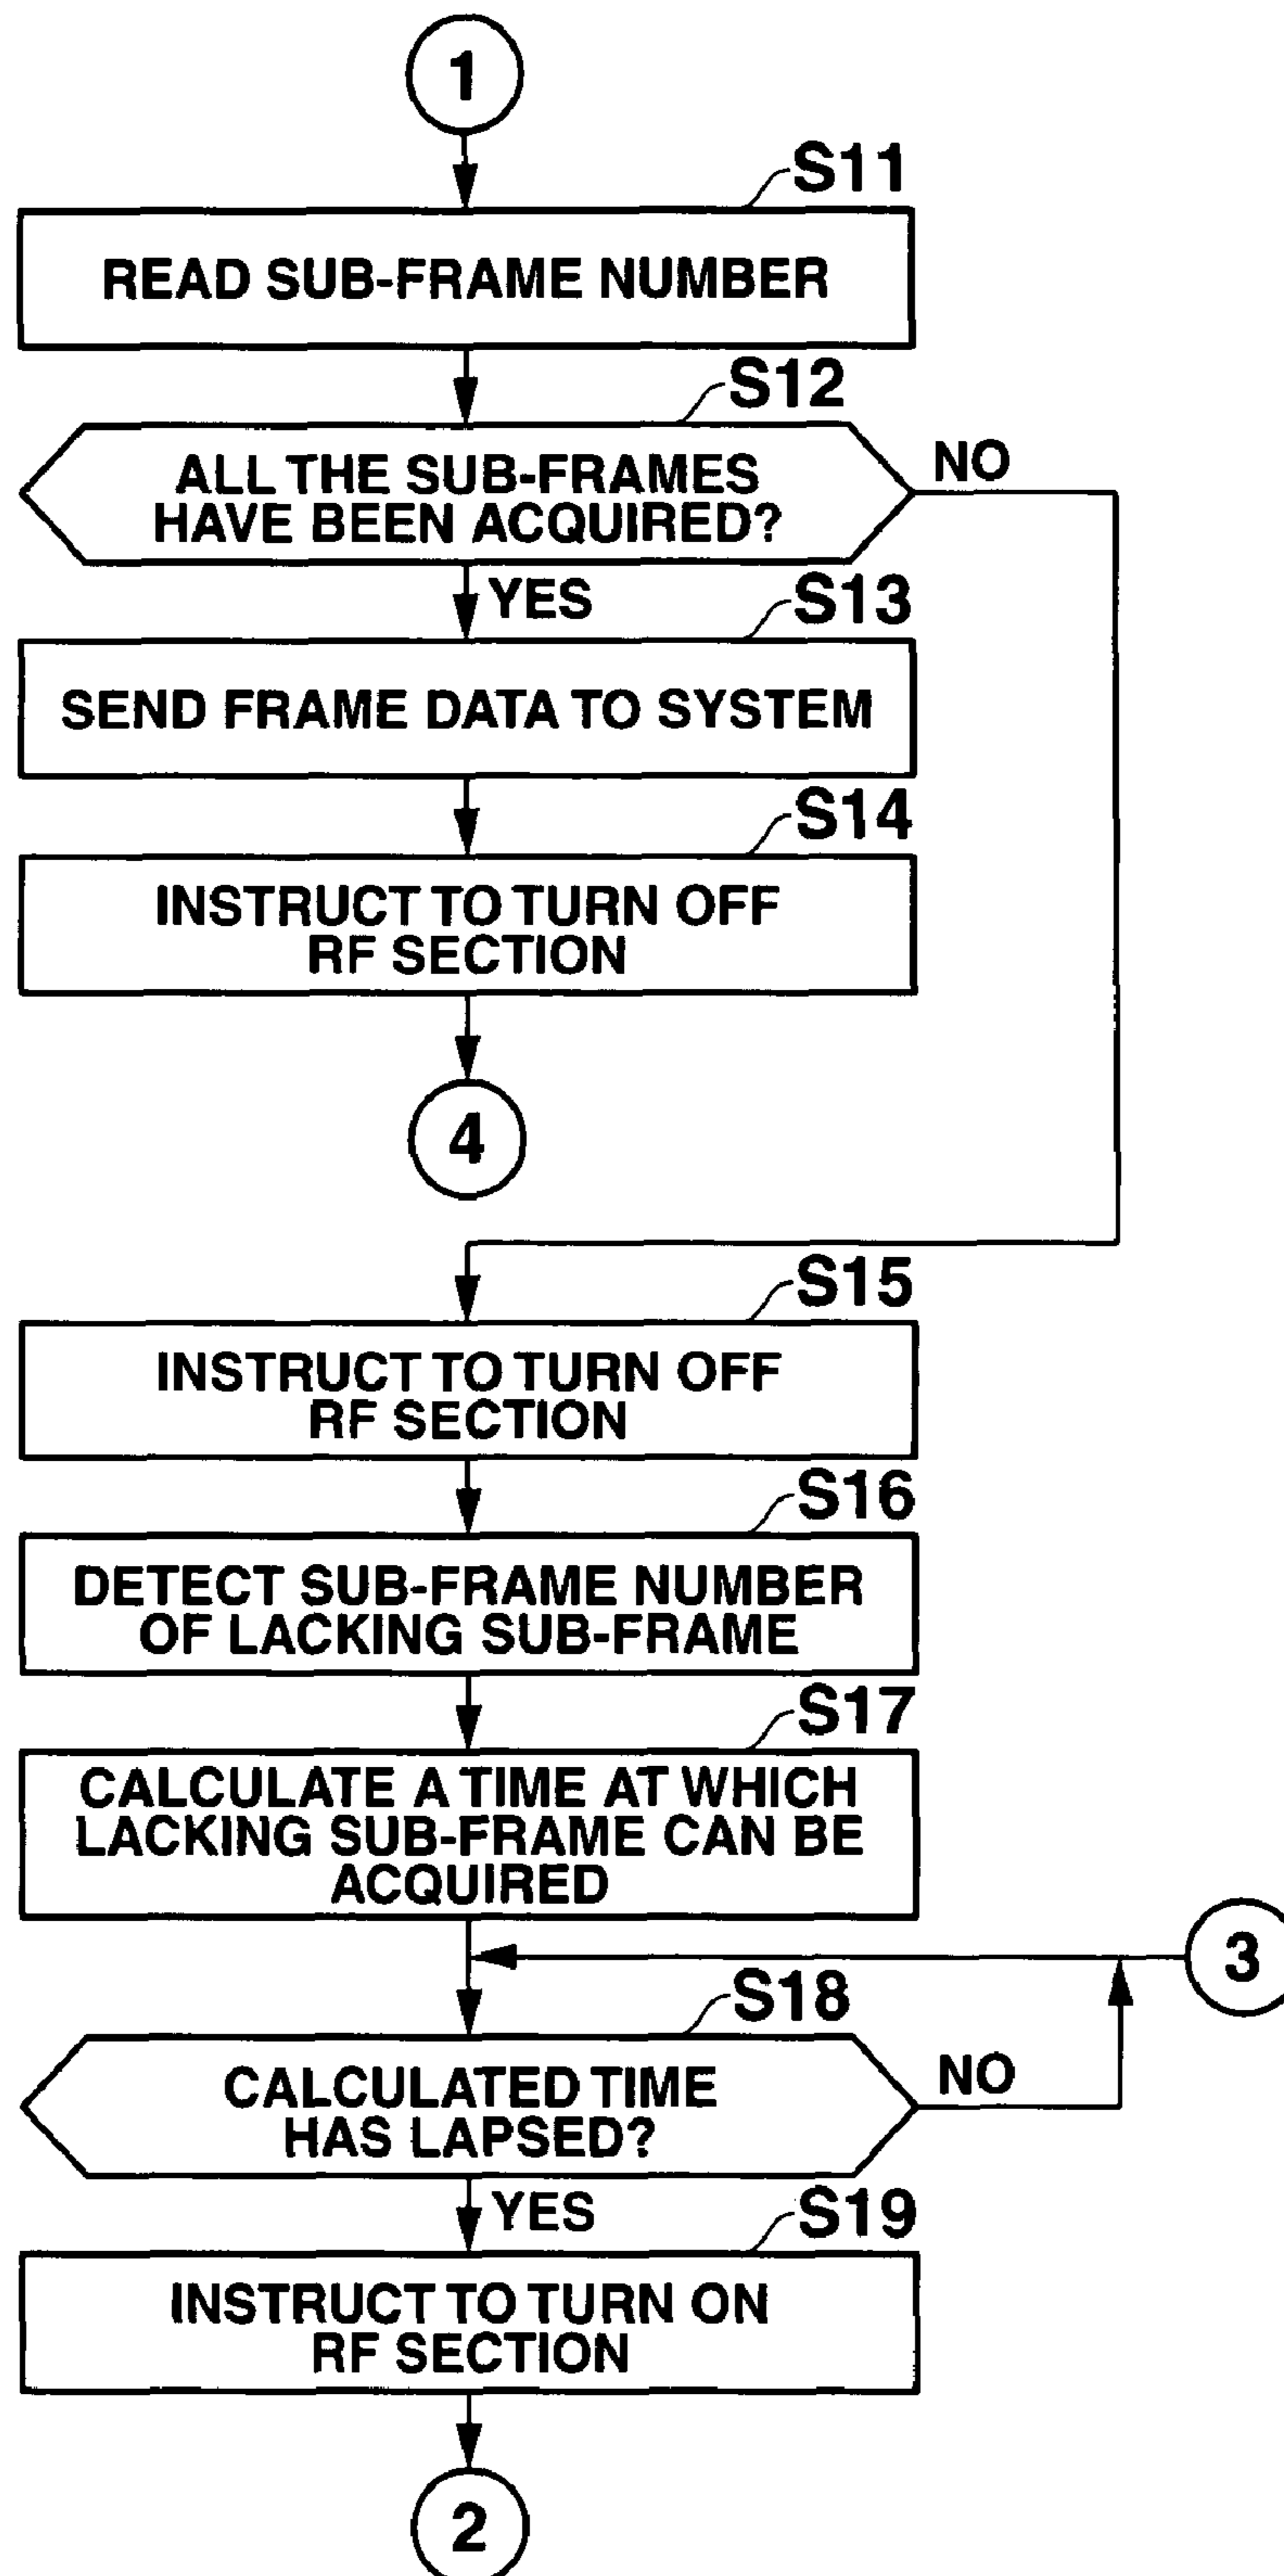 1
S11
READ SUB-FRAME NUMBER
S12
ALL THE SUB-FRAMES
HAVE BEEN ACQUIRED?
NO
YES
S13
SEND FRAME DATA TO SYSTEM
S14
INSTRUCT TO TURN OFF
RF SECTION
4
S15
INSTRUCT TO TURN OFF
RF SECTION
S16
DETECT SUB-FRAME NUMBER
OF LACKING SUB-FRAME
S17
CALCULATE A TIME AT WHICH
LACKING SUB-FRAME CAN BE
ACQUIRED
3
S18
CALCULATED TIME
HAS LAPSED?
NO
YES
S19
INSTRUCT TO TURN ON
RF SECTION
2